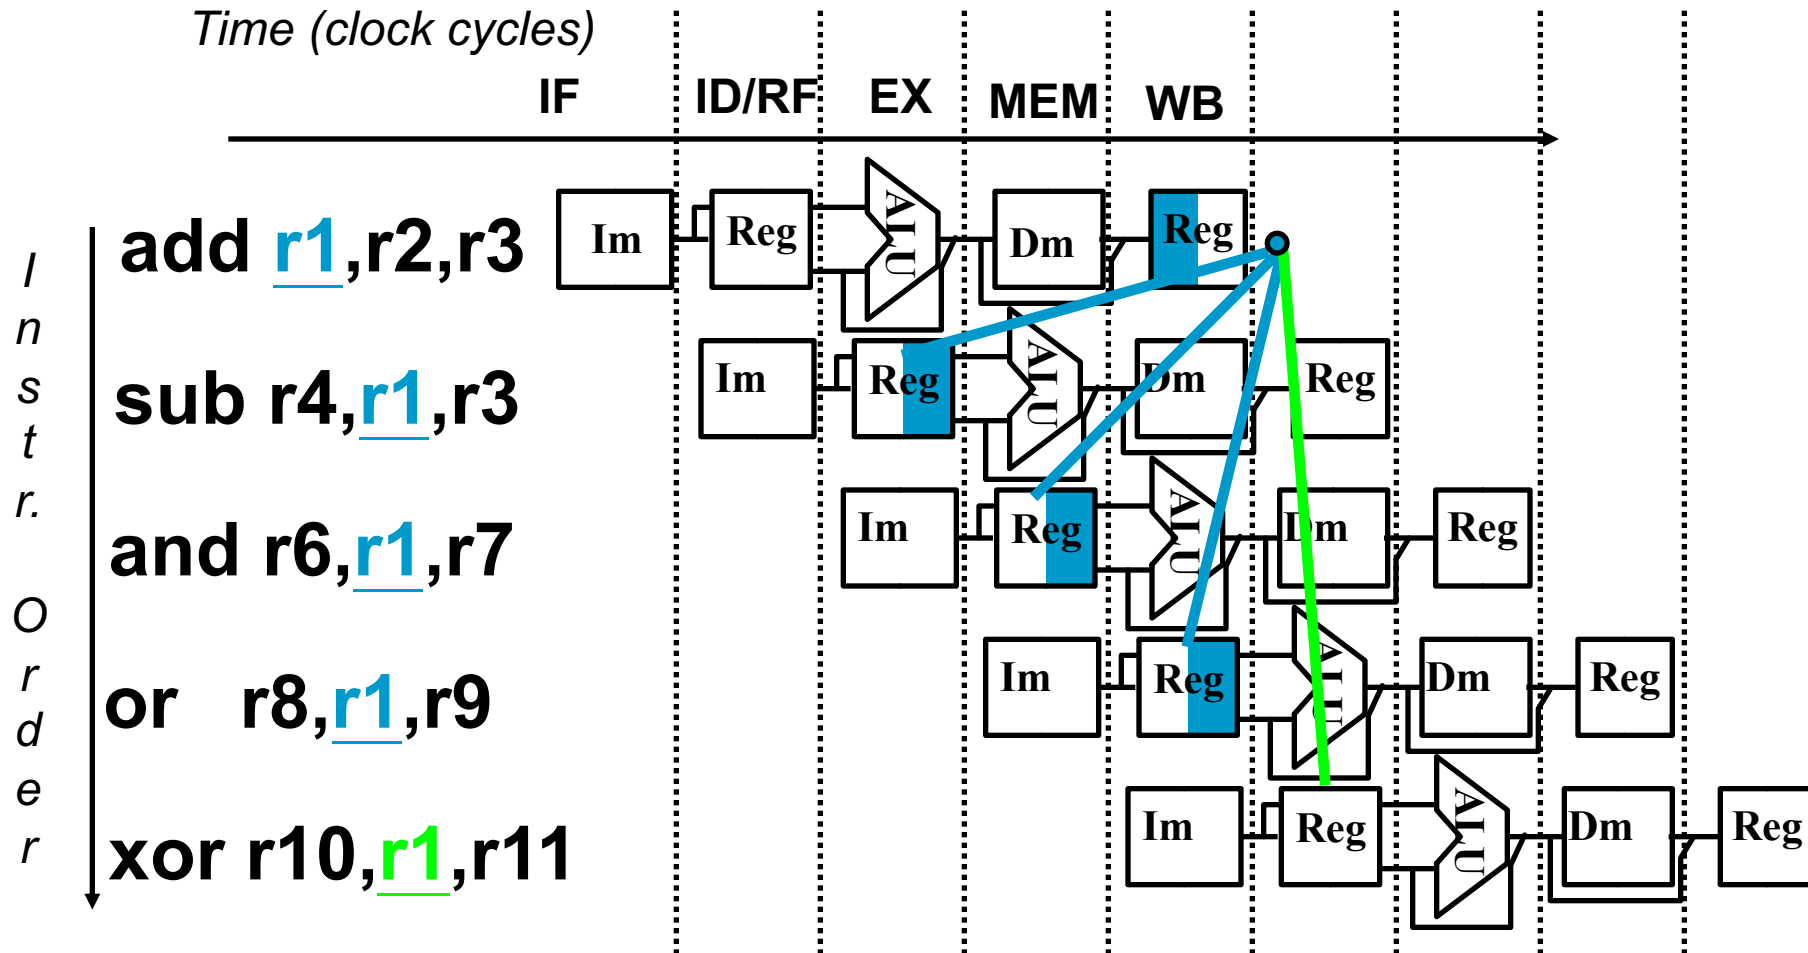 Time (clock cycles)
IF ID/RF EX MEM WB
Instr. Order
add r1,r2,r3 Im Reg ALU Dm Reg
sub r4,r1,r3 Im Reg ALU Dm Reg
and r6,r1,r7 Im Reg ALU Dm Reg
or r8,r1,r9 Im Reg ALU Dm Reg
xor r10,r1,r11 Im Reg ALU Dm Reg